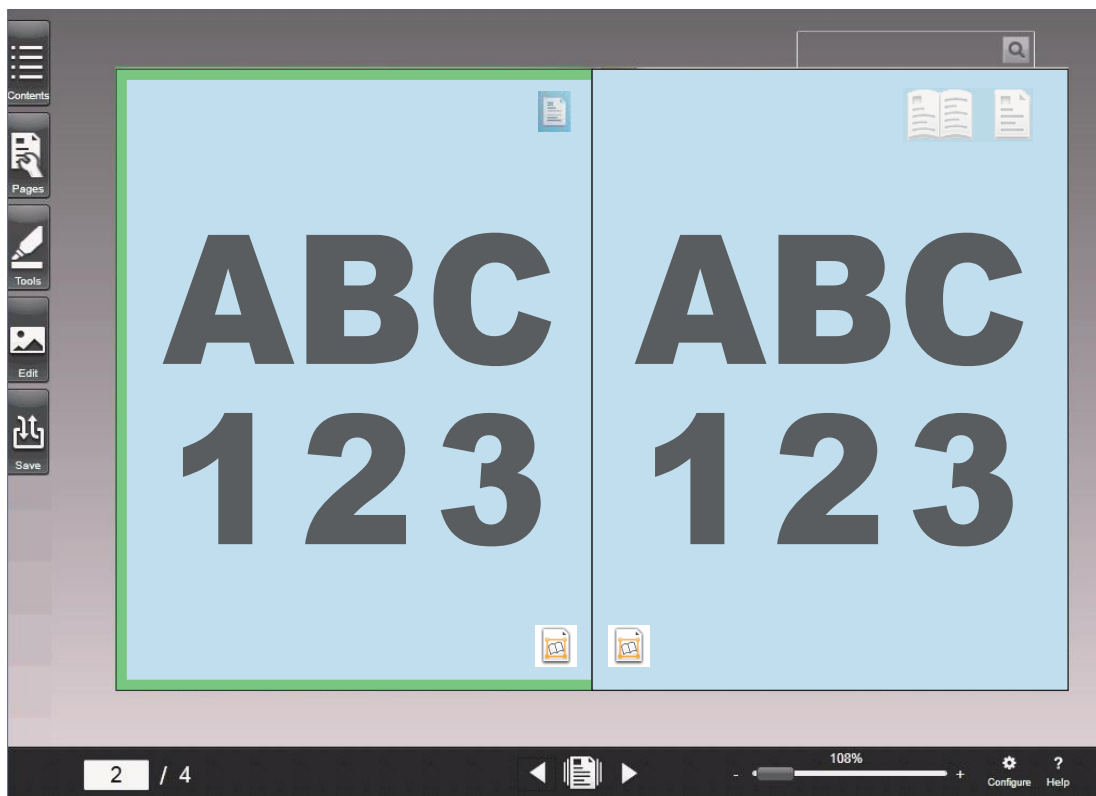 Contents
Pages
Tools
Edit
Save
ABC
123
ABC
123
2 / 4
- 108% +
Configure
? Help